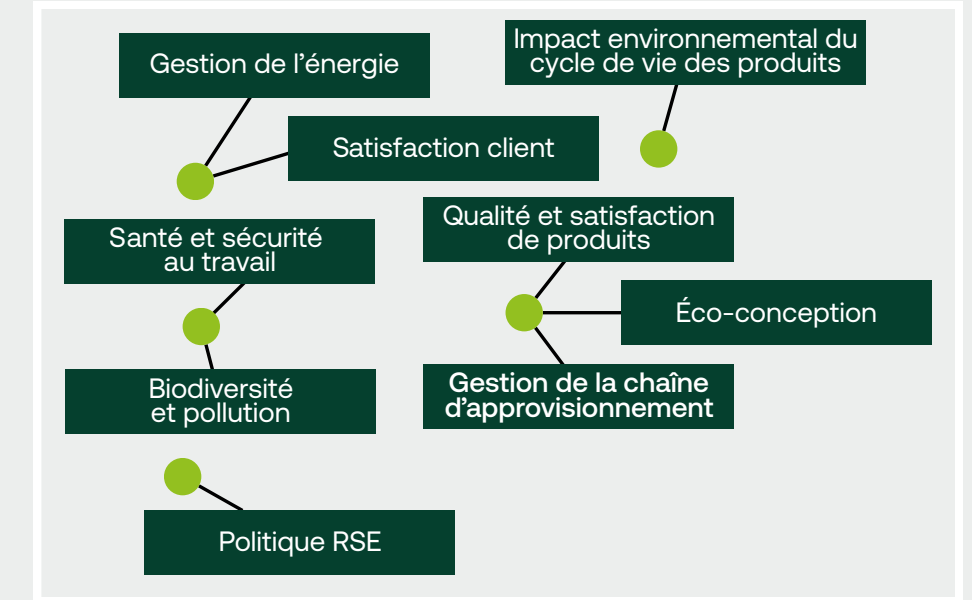 Gestion de l’énergie
Impact environnemental du
cycle de vie des produits
Satisfaction client
Santé et sécurité
au travail
Qualité et satisfaction
de produits
Éco-conception
Biodiversité
et pollution
Gestion de la chaîne
d’approvisionnement
Politique RSE